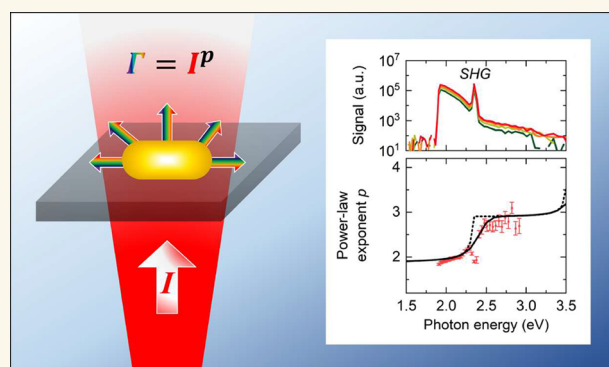 Γ = I^p
I
SHG
Signal (a.u.)
10^7
10^5
10^3
10^1
Power-law
exponent p
4
3
2
1.5 2.0 2.5 3.0 3.5
Photon energy (eV)